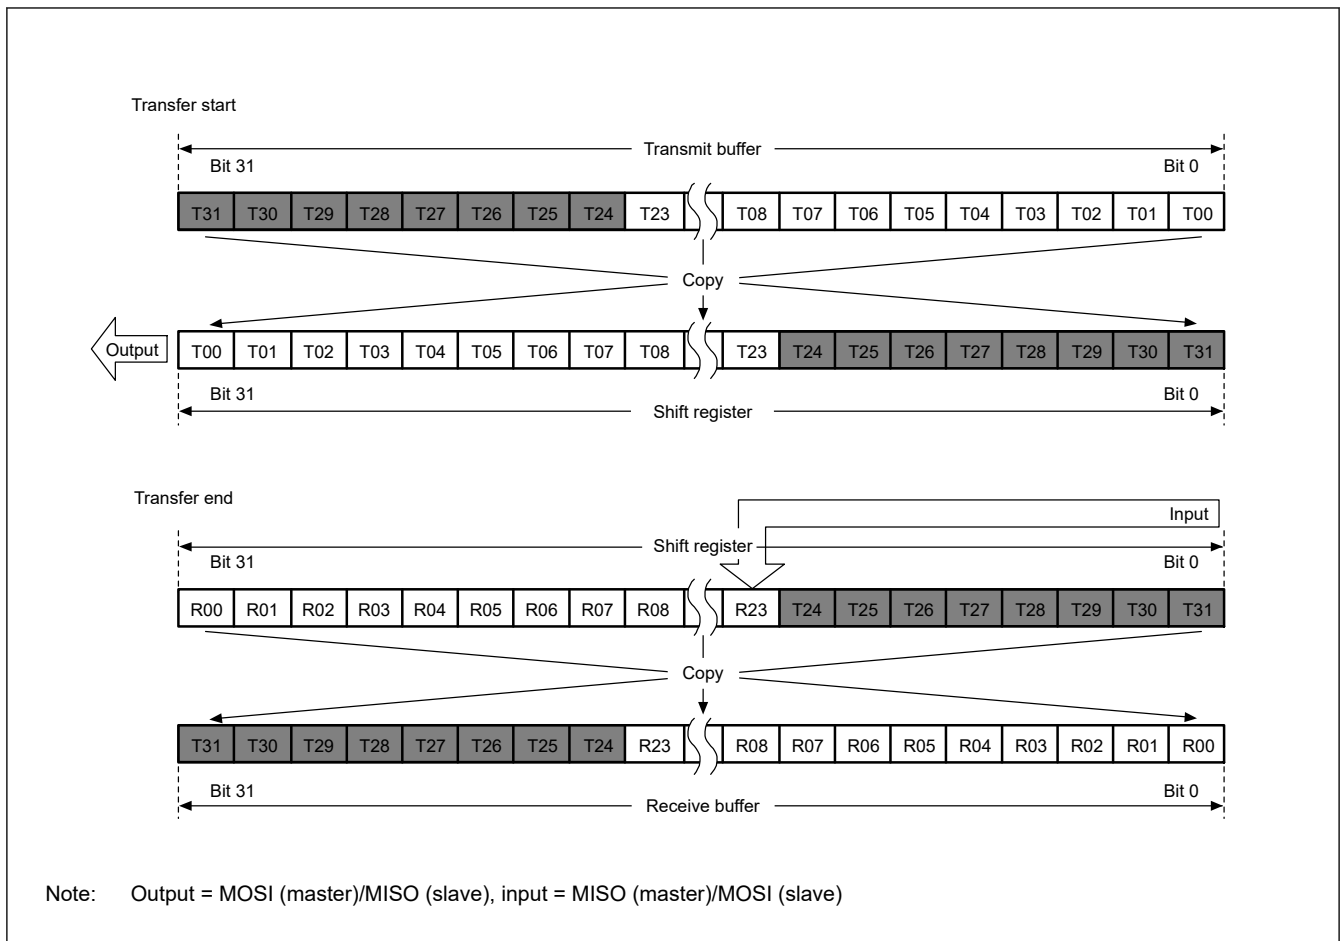 Transfer start
Transmit buffer
Bit 31 Bit 0
T31 T30 T29 T28 T27 T26 T25 T24 T23 T08 T07 T06 T05 T04 T03 T02 T01 T00
Copy
Output T00 T01 T02 T03 T04 T05 T06 T07 T08 T23 T24 T25 T26 T27 T28 T29 T30 T31
Bit 31 Bit 0
Shift register
Transfer end
Input
Shift register
Bit 31 Bit 0
R00 R01 R02 R03 R04 R05 R06 R07 R08 R23 T24 T25 T26 T27 T28 T29 T30 T31
Copy
T31 T30 T29 T28 T27 T26 T25 T24 R23 R08 R07 R06 R05 R04 R03 R02 R01 R00
Bit 31 Bit 0
Receive buffer
Note: Output = MOSI (master)/MISO (slave), input = MISO (master)/MOSI (slave)